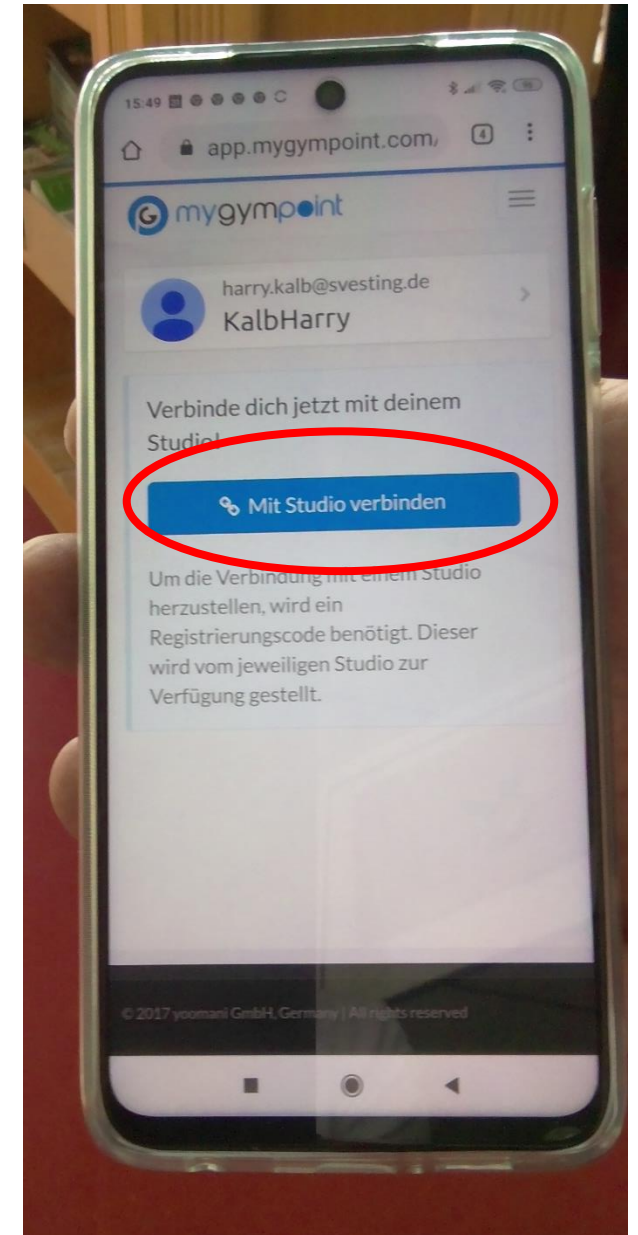 15:49
app.mygympoint.com/
4
mygympoint
harry.kalb@svesting.de
KalbHarry
Verbinde dich jetzt mit deinem
Studio!
Mit Studio verbinden
Um die Verbindung mit einem Studio
herzustellen, wird ein
Registrierungscode benötigt. Dieser
wird vom jeweiligen Studio zur
Verfügung gestellt.
© 2017 yoomani GmbH, Germany | All rights reserved